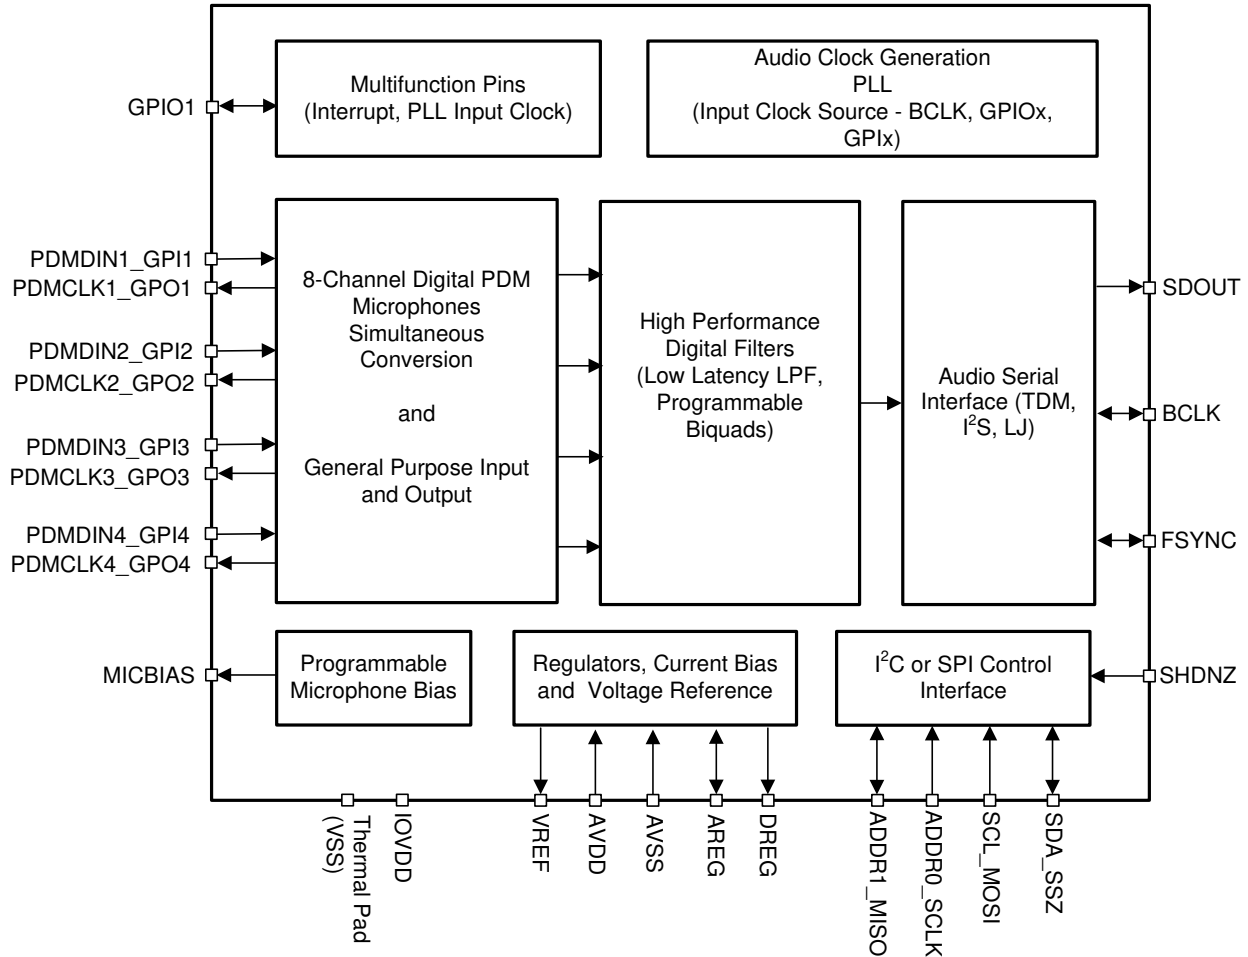 Multifunction Pins
(Interrupt, PLL Input Clock)
Audio Clock Generation
PLL
(Input Clock Source - BCLK, GPIOx,
GPIx)
GPIO1
PDMDIN1_GPI1
PDMCLK1_GPO1
PDMDIN2_GPI2
PDMCLK2_GPO2
PDMDIN3_GPI3
PDMCLK3_GPO3
PDMDIN4_GPI4
PDMCLK4_GPO4
8-Channel Digital PDM
Microphones
Simultaneous
Conversion
and
General Purpose Input
and Output
High Performance
Digital Filters
(Low Latency LPF,
Programmable
Biquads)
Audio Serial
Interface (TDM,
I²S, LJ)
SDOUT
BCLK
FSYNC
MICBIAS
Programmable
Microphone Bias
Regulators, Current Bias
and Voltage Reference
I²C or SPI Control
Interface
SHDNZ
Thermal Pad
(VSS)
IOVDD
VREF
AVDD
AVSS
AREG
DREG
ADDR1_MISO
ADDR0_SCLK
SCL_MOSI
SDA_SSZ